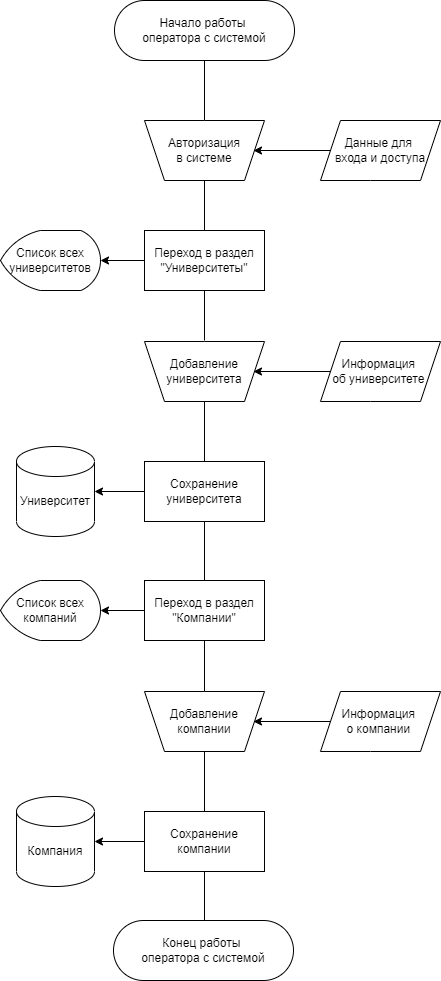 Начало работы
оператора с системой
Авторизация
в системе
Данные для
входа и доступа
Список всех
университетов
Переход в раздел
"Университеты"
Добавление
университета
Информация
об университете
Университет
Сохранение
университета
Список всех
компаний
Переход в раздел
"Компании"
Добавление
компании
Информация
о компании
Компания
Сохранение
компании
Конец работы
оператора с системой